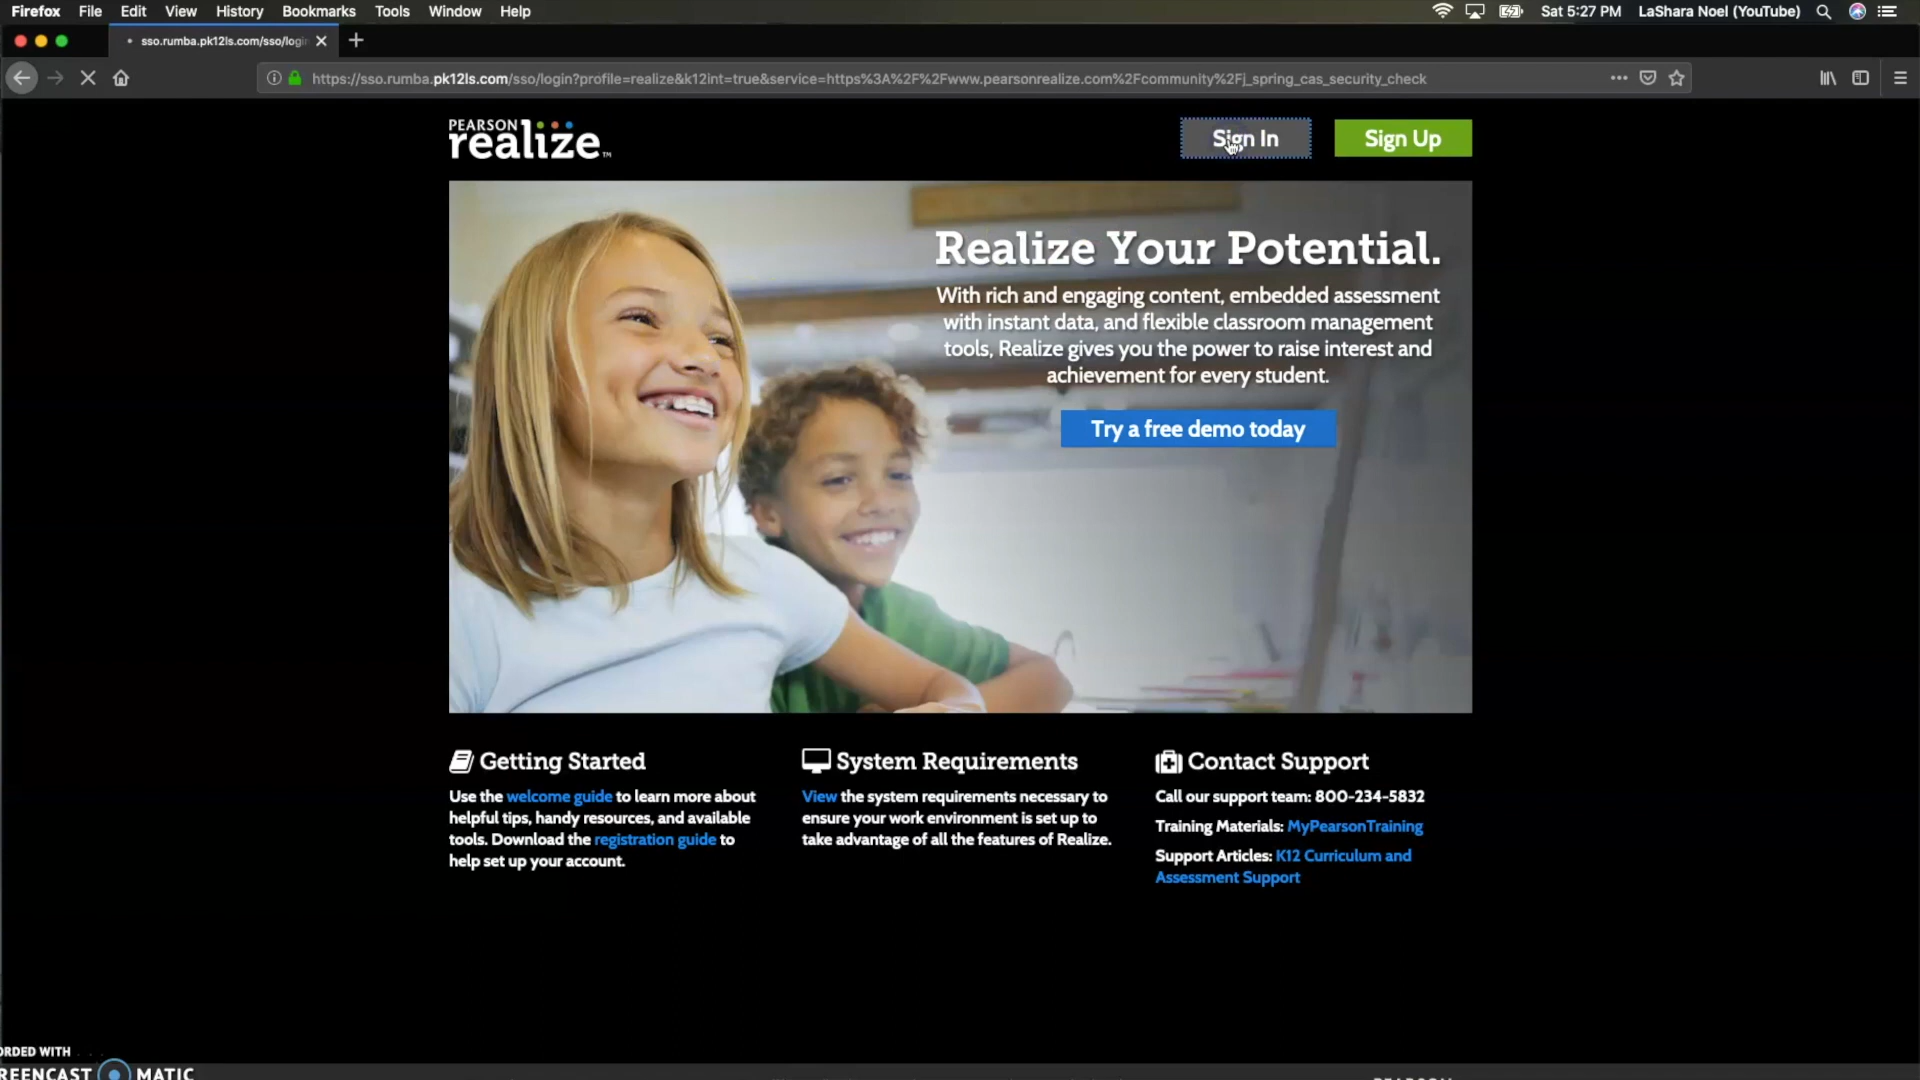 Firefox File Edit View History Bookmarks Tools Window Help
Sat 5:27 PM LaShara Noel (YouTube)
sso.rumba.pk12ls.com/sso/logi
https://sso.rumba.pk12ls.com/sso/login?profile=realize&k12int=true&service=https%3A%2F%2Fwww.pearsonrealize.com%2Fcommunity%2Fj_spring_cas_security_check
PEARSON
realize™
Sign In
Sign Up
Realize Your Potential.
With rich and engaging content, embedded assessment
with instant data, and flexible classroom management
tools, Realize gives you the power to raise interest and
achievement for every student.
Try a free demo today
Getting Started
Use the welcome guide to learn more about
helpful tips, handy resources, and available
tools. Download the registration guide to
help set up your account.
System Requirements
View the system requirements necessary to
ensure your work environment is set up to
take advantage of all the features of Realize.
Contact Support
Call our support team: 800-234-5832
Training Materials: MyPearsonTraining
Support Articles: K12 Curriculum and
Assessment Support
ORDED WITH
REENCAST MATIC